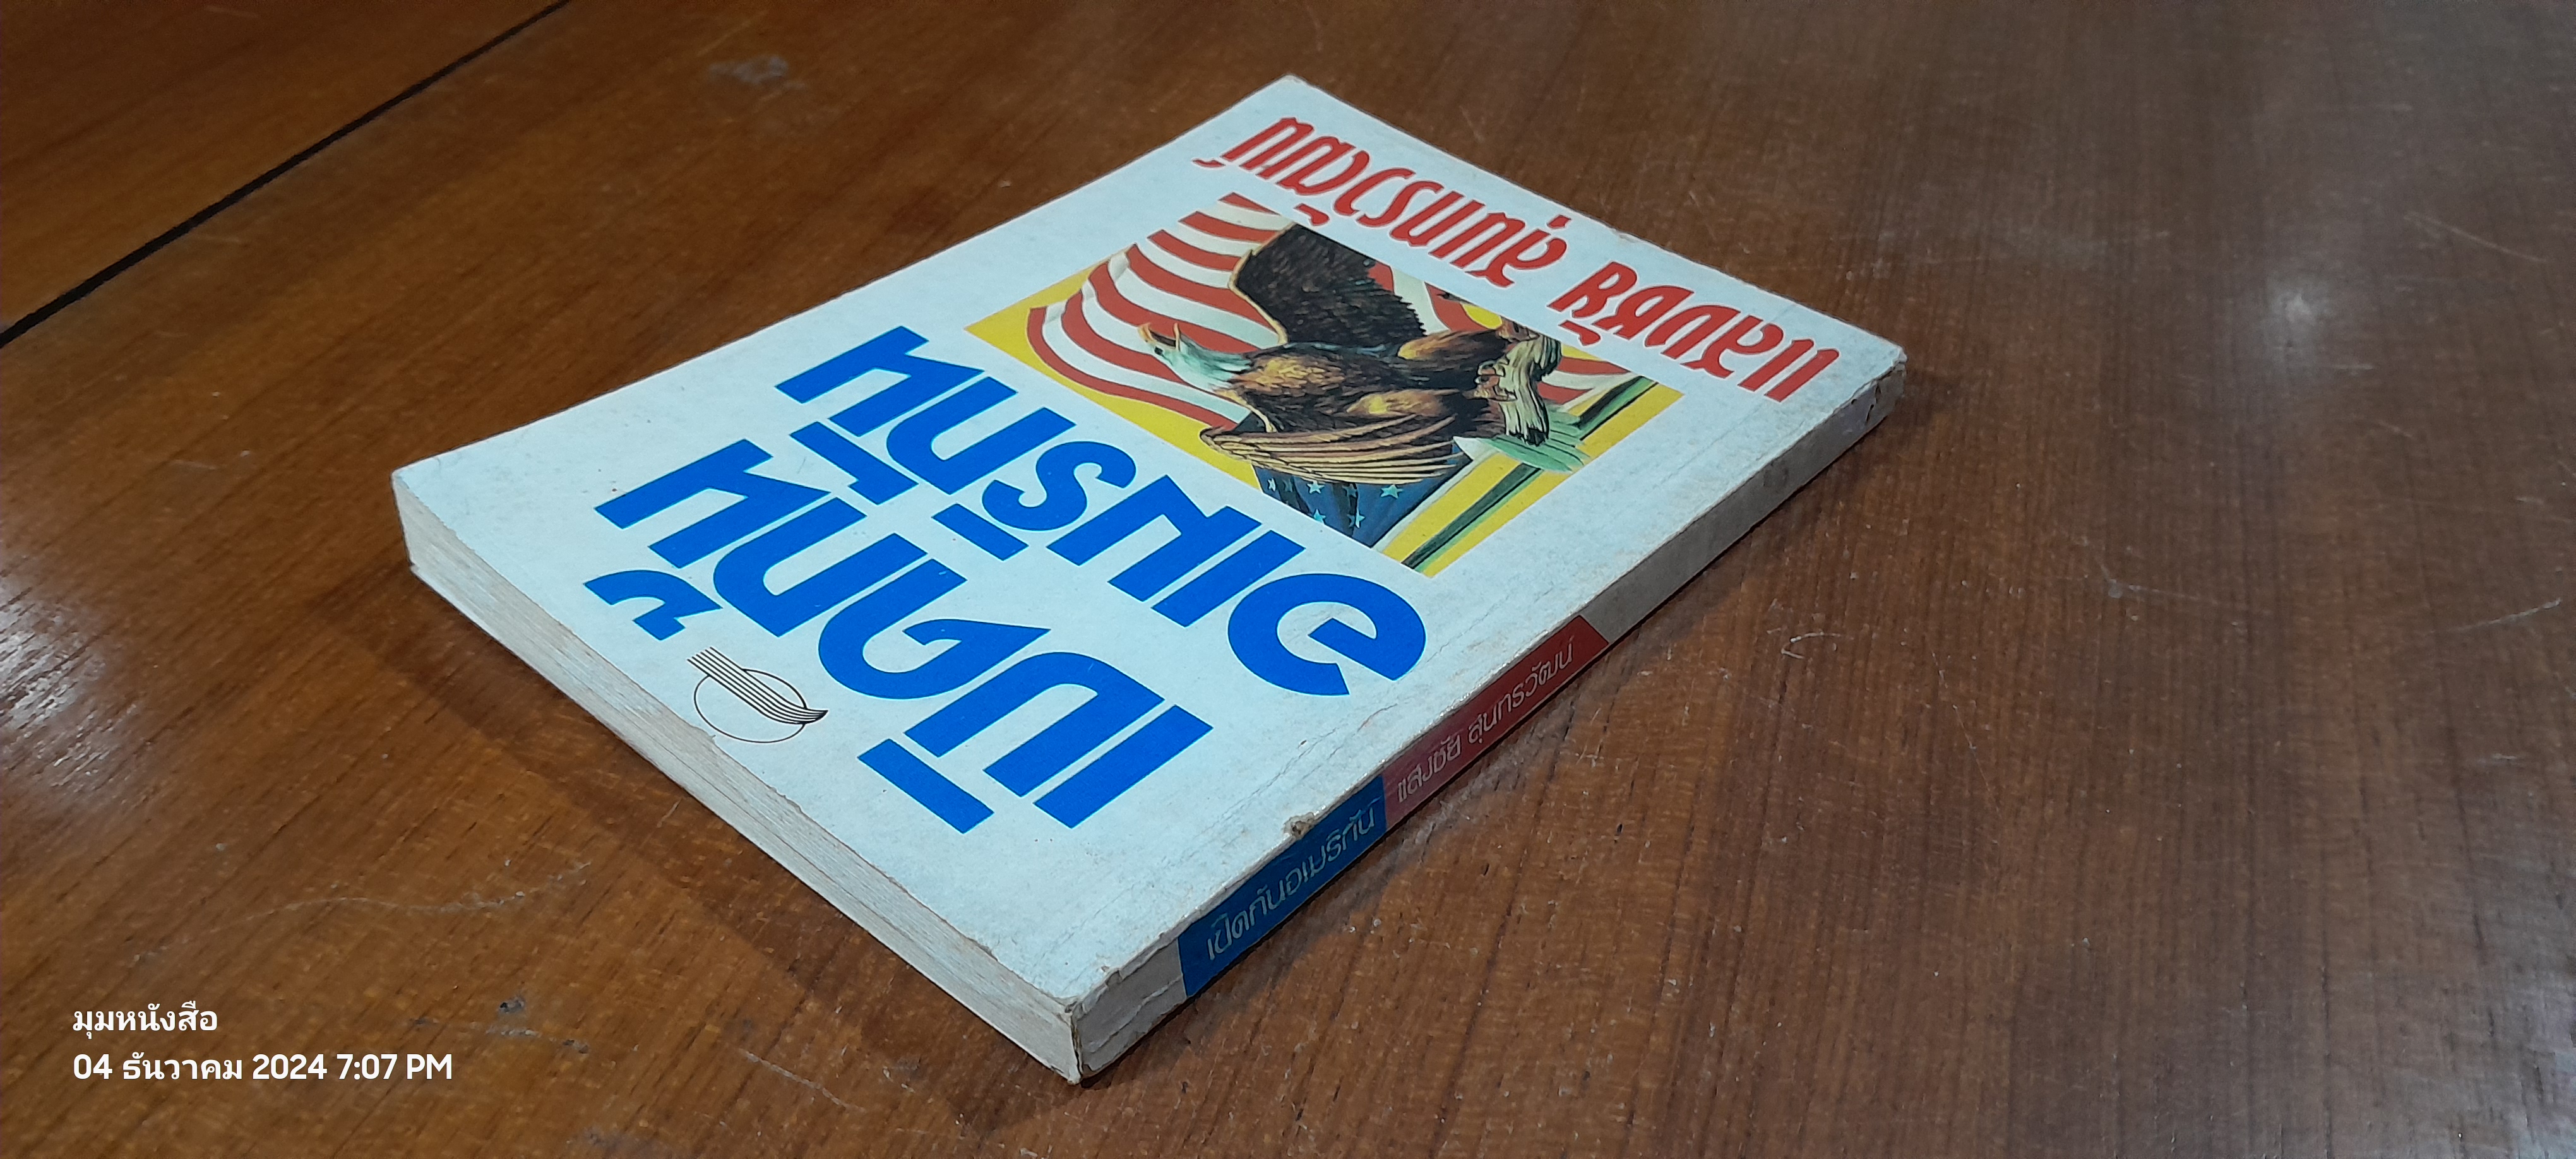 เปิดก้น
อเมริกัน
แสงชัย สุนทรวัฒน์
เปิดก้นอเมริกัน แสงชัย สุนทรวัฒน์
มุมหนังสือ
04 ธันวาคม 2024 7:07 PM